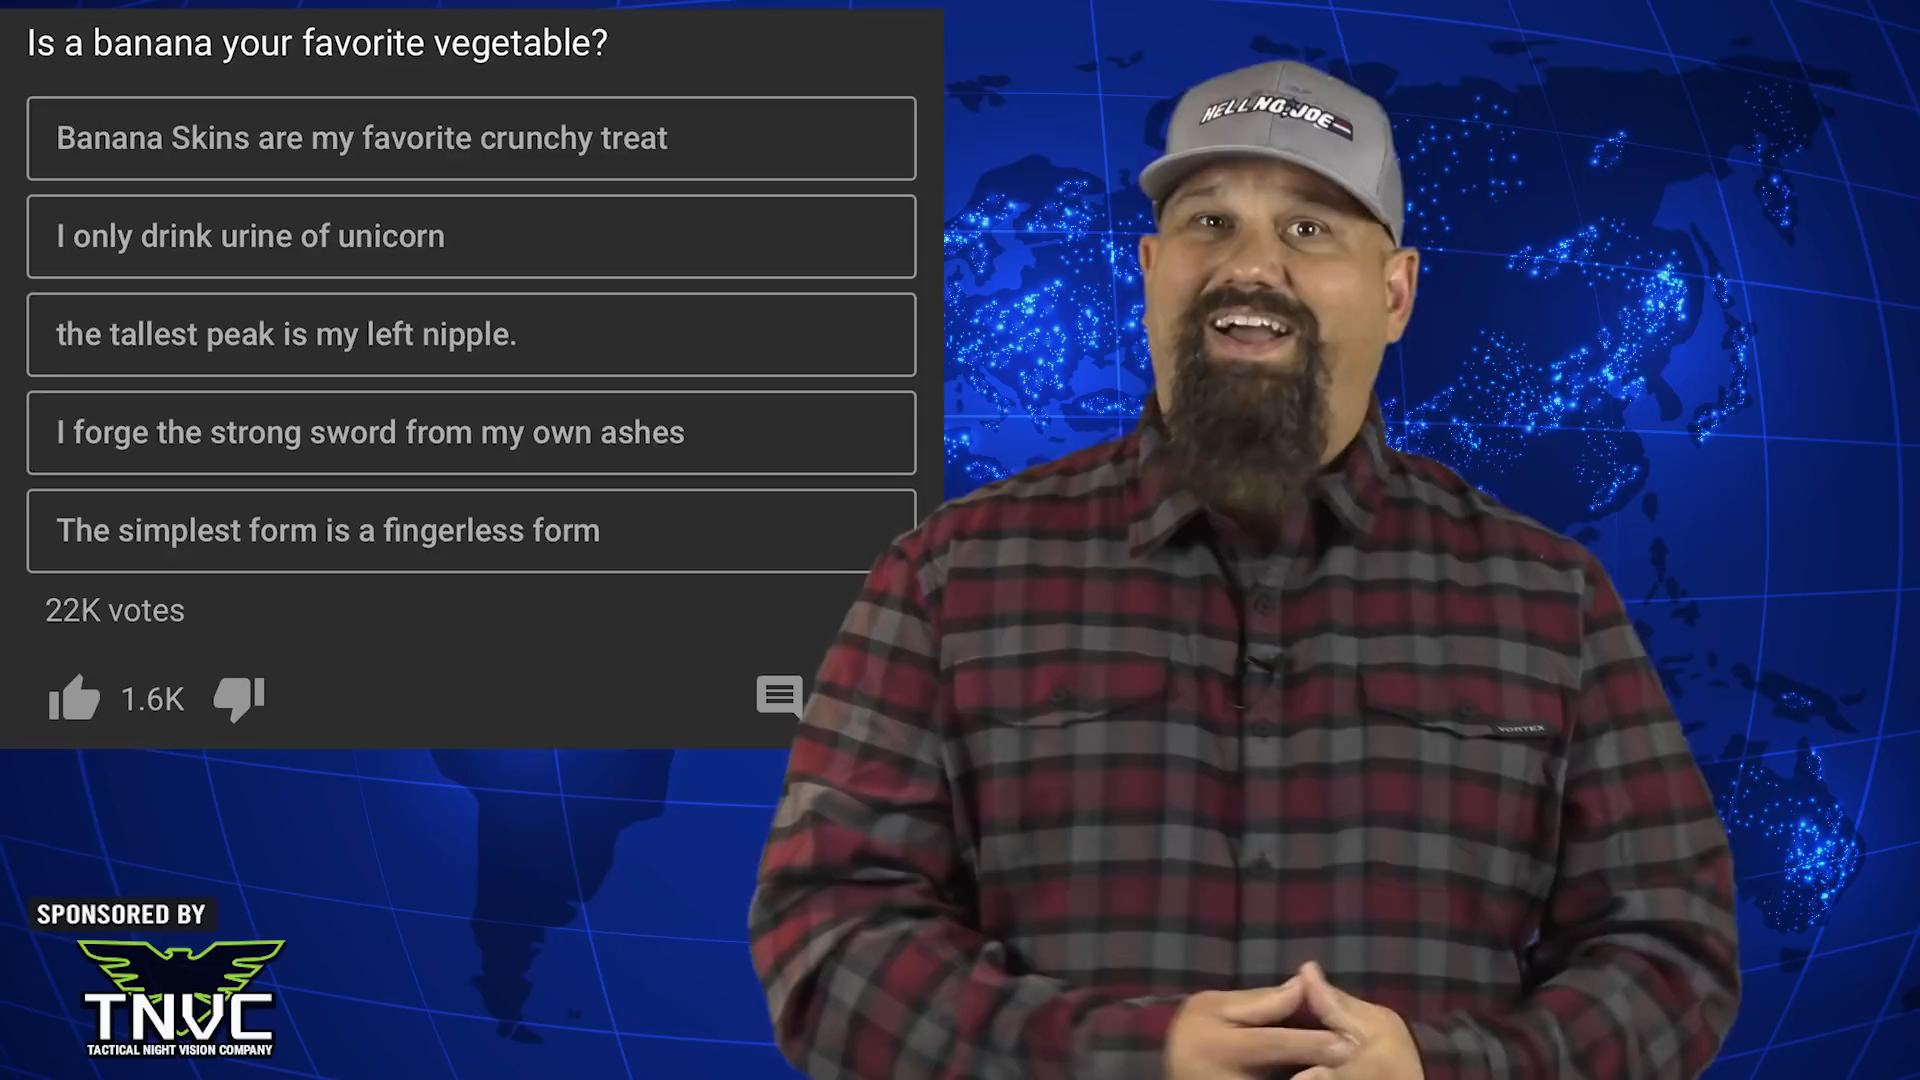 Is a banana your favorite vegetable?
Banana Skins are my favorite crunchy treat
I only drink urine of unicorn
the tallest peak is my left nipple.
I forge the strong sword from my own ashes
The simplest form is a fingerless form
22K votes
1.6K
HELL NO, JOE
VORTEX
SPONSORED BY
TNVC
TACTICAL NIGHT VISION COMPANY